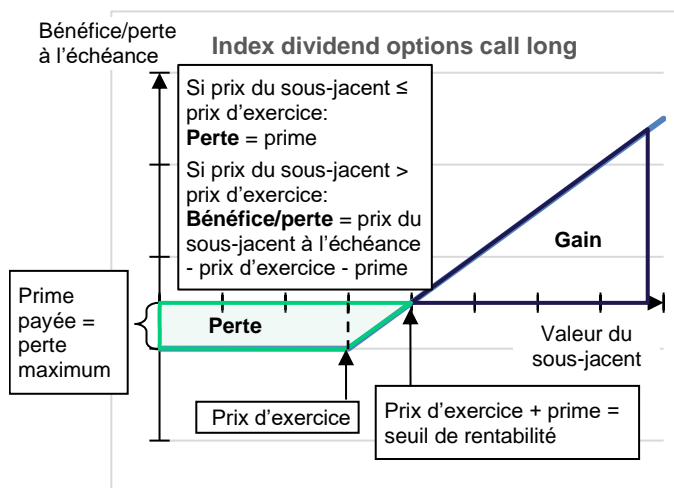 Bénéfice/perte
à l’échéance
Index dividend options call long
Si prix du sous-jacent ≤
prix d’exercice:
Perte = prime
Si prix du sous-jacent >
prix d’exercice:
Bénéfice/perte = prix du
sous-jacent à l’échéance
- prix d’exercice - prime
Gain
Prime
payée =
perte
maximum
Perte
Valeur du
sous-jacent
Prix d’exercice
Prix d’exercice + prime =
seuil de rentabilité